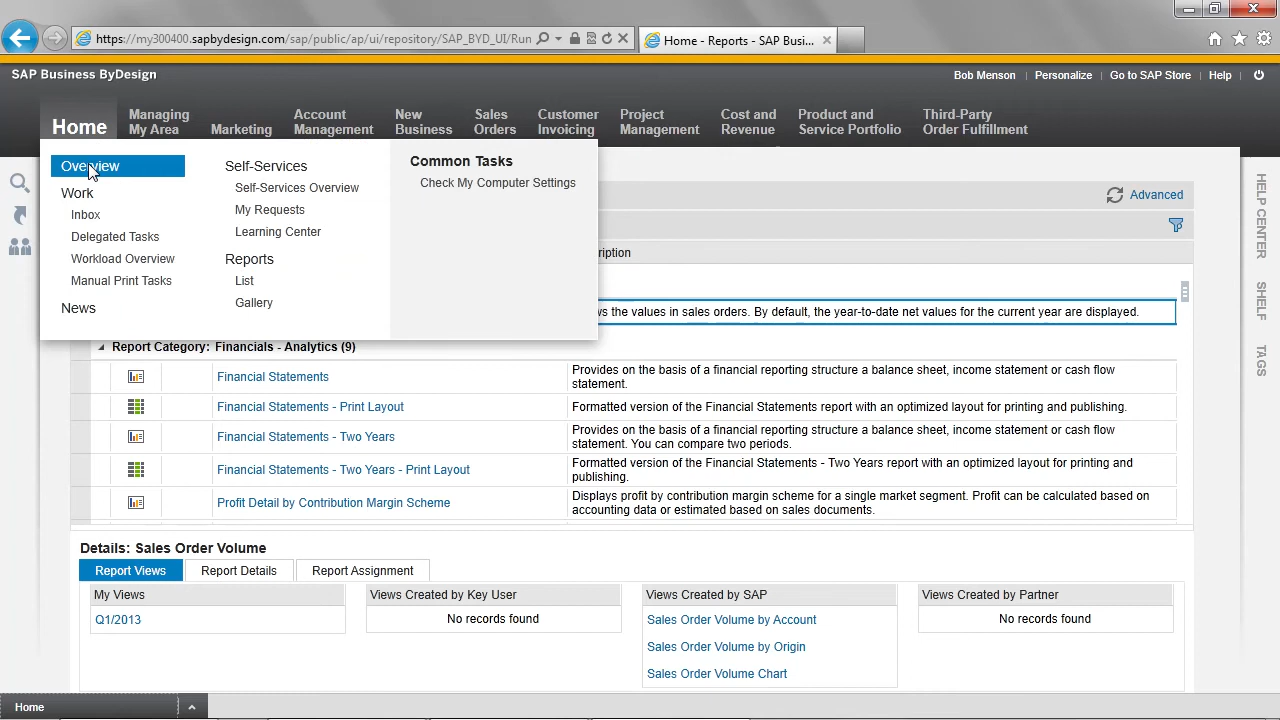 https://my300400.sapbydesign.com/sap/public/ap/ui/repository/SAP_BYD_UI/Run
Home - Reports - SAP Busi...
SAP Business ByDesign
Bob Menson
Personalize
Go to SAP Store
Help
Home
Managing
My Area
Marketing
Account
Management
New
Business
Sales
Orders
Customer
Invoicing
Project
Management
Cost and
Revenue
Product and
Service Portfolio
Third-Party
Order Fulfillment
Overview
Work
Inbox
Delegated Tasks
Workload Overview
Manual Print Tasks
News
Self-Services
Self-Services Overview
My Requests
Learning Center
Reports
List
Gallery
Common Tasks
Check My Computer Settings
Advanced
HELP CENTER
SHELF
TAGS
ription
ws the values in sales orders. By default, the year-to-date net values for the current year are displayed.
Report Category: Financials - Analytics (9)
Financial Statements
Provides on the basis of a financial reporting structure a balance sheet, income statement or cash flow
statement.
Financial Statements - Print Layout
Formatted version of the Financial Statements report with an optimized layout for printing and publishing.
Financial Statements - Two Years
Provides on the basis of a financial reporting structure a balance sheet, income statement or cash flow
statement. You can compare two periods.
Financial Statements - Two Years - Print Layout
Formatted version of the Financial Statements - Two Years report with an optimized layout for printing and
publishing.
Profit Detail by Contribution Margin Scheme
Displays profit by contribution margin scheme for a single market segment. Profit can be calculated based on
accounting data or estimated based on sales documents.
Details: Sales Order Volume
Report Views
Report Details
Report Assignment
My Views
Q1/2013
Views Created by Key User
No records found
Views Created by SAP
Sales Order Volume by Account
Sales Order Volume by Origin
Sales Order Volume Chart
Views Created by Partner
No records found
Home